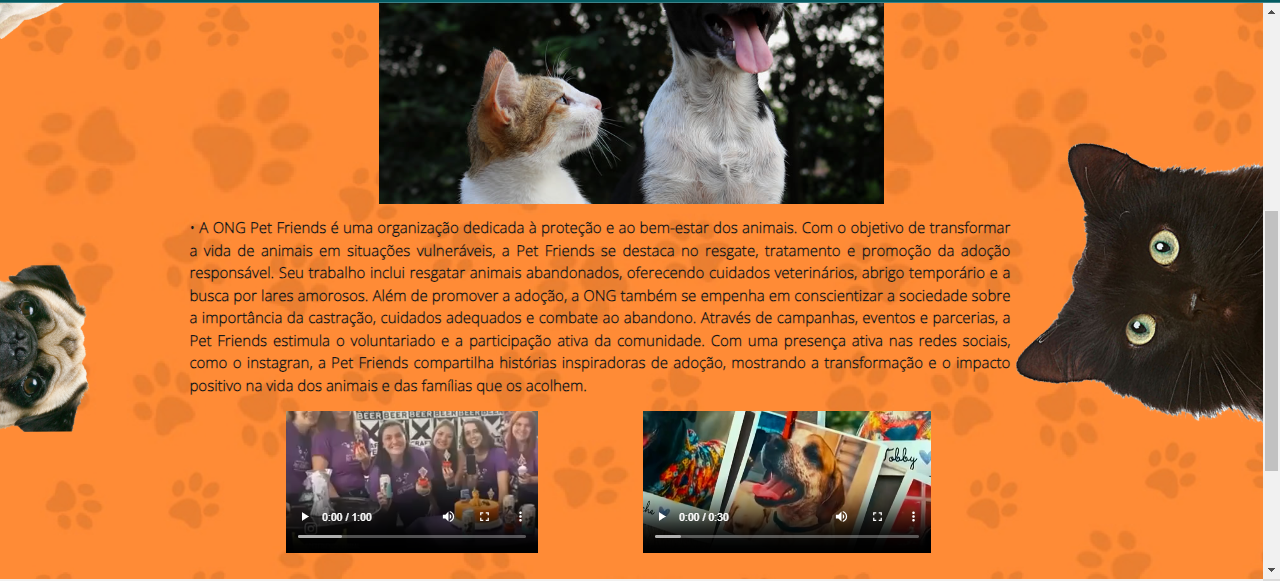 • A ONG Pet Friends é uma organização dedicada à proteção e ao bem-estar dos animais. Com o objetivo de transformar
a vida de animais em situações vulneráveis, a Pet Friends se destaca no resgate, tratamento e promoção da adoção
responsável. Seu trabalho inclui resgatar animais abandonados, oferecendo cuidados veterinários, abrigo temporário e a
busca por lares amorosos. Além de promover a adoção, a ONG também se empenha em conscientizar a sociedade sobre
a importância da castração, cuidados adequados e combate ao abandono. Através de campanhas, eventos e parcerias, a
Pet Friends estimula o voluntariado e a participação ativa da comunidade. Com uma presença ativa nas redes sociais,
como o instagran, a Pet Friends compartilha histórias inspiradoras de adoção, mostrando a transformação e o impacto
positivo na vida dos animais e das famílias que os acolhem.
BEER BEER BEER BEER BEER
Tobby
0:00 / 1:00
0:00 / 0:30